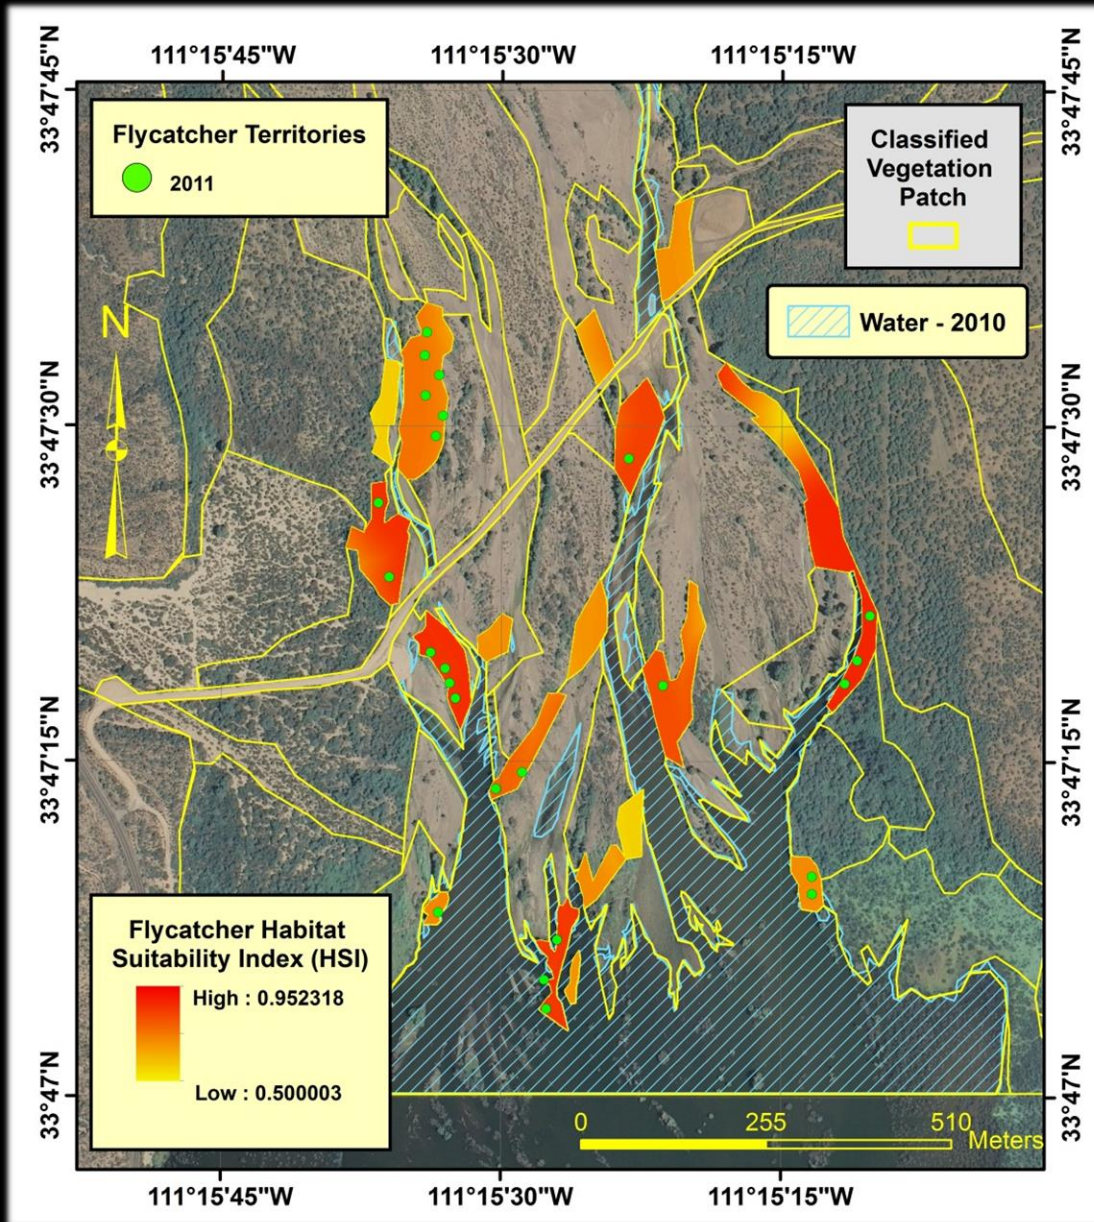 111°15'45"W
111°15'30"W
111°15'15"W
33°47'45"N
33°47'45"N
Flycatcher Territories
2011
Classified
Vegetation
Patch
Water - 2010
N
33°47'30"N
33°47'30"N
33°47'15"N
33°47'15"N
Flycatcher Habitat
Suitability Index (HSI)
High : 0.952318
Low : 0.500003
33°47'N
33°47'N
0
255
510
Meters
111°15'45"W
111°15'30"W
111°15'15"W